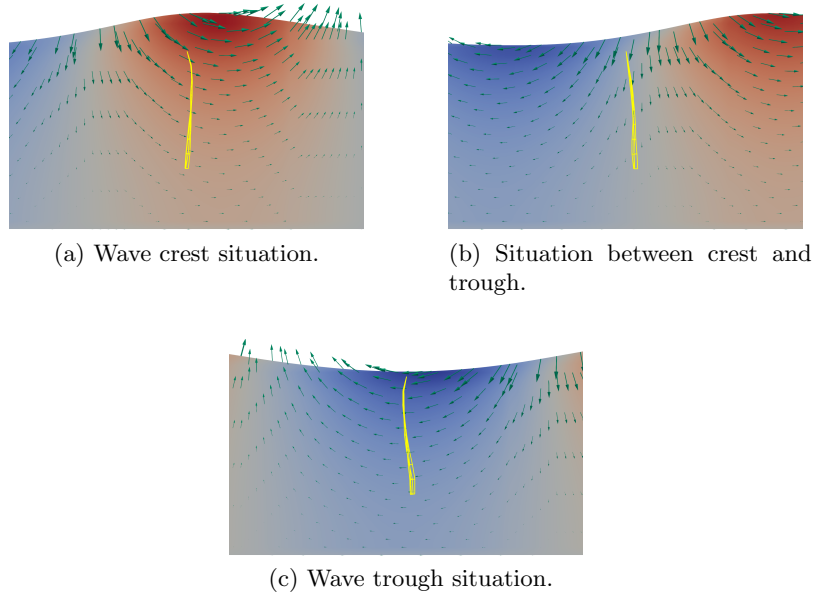 (a) Wave crest situation.
(b) Situation between crest and
trough.
(c) Wave trough situation.